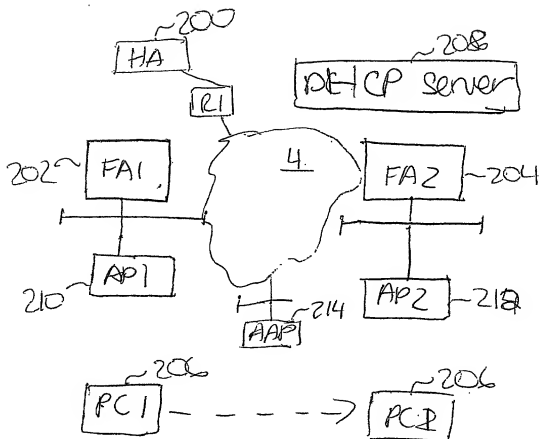 200
HA
208
R1
DHCP server
4.
202
FA1
FA2
204
210
AP1
214
AAP
AP2
212
206
PC1
206
PC1